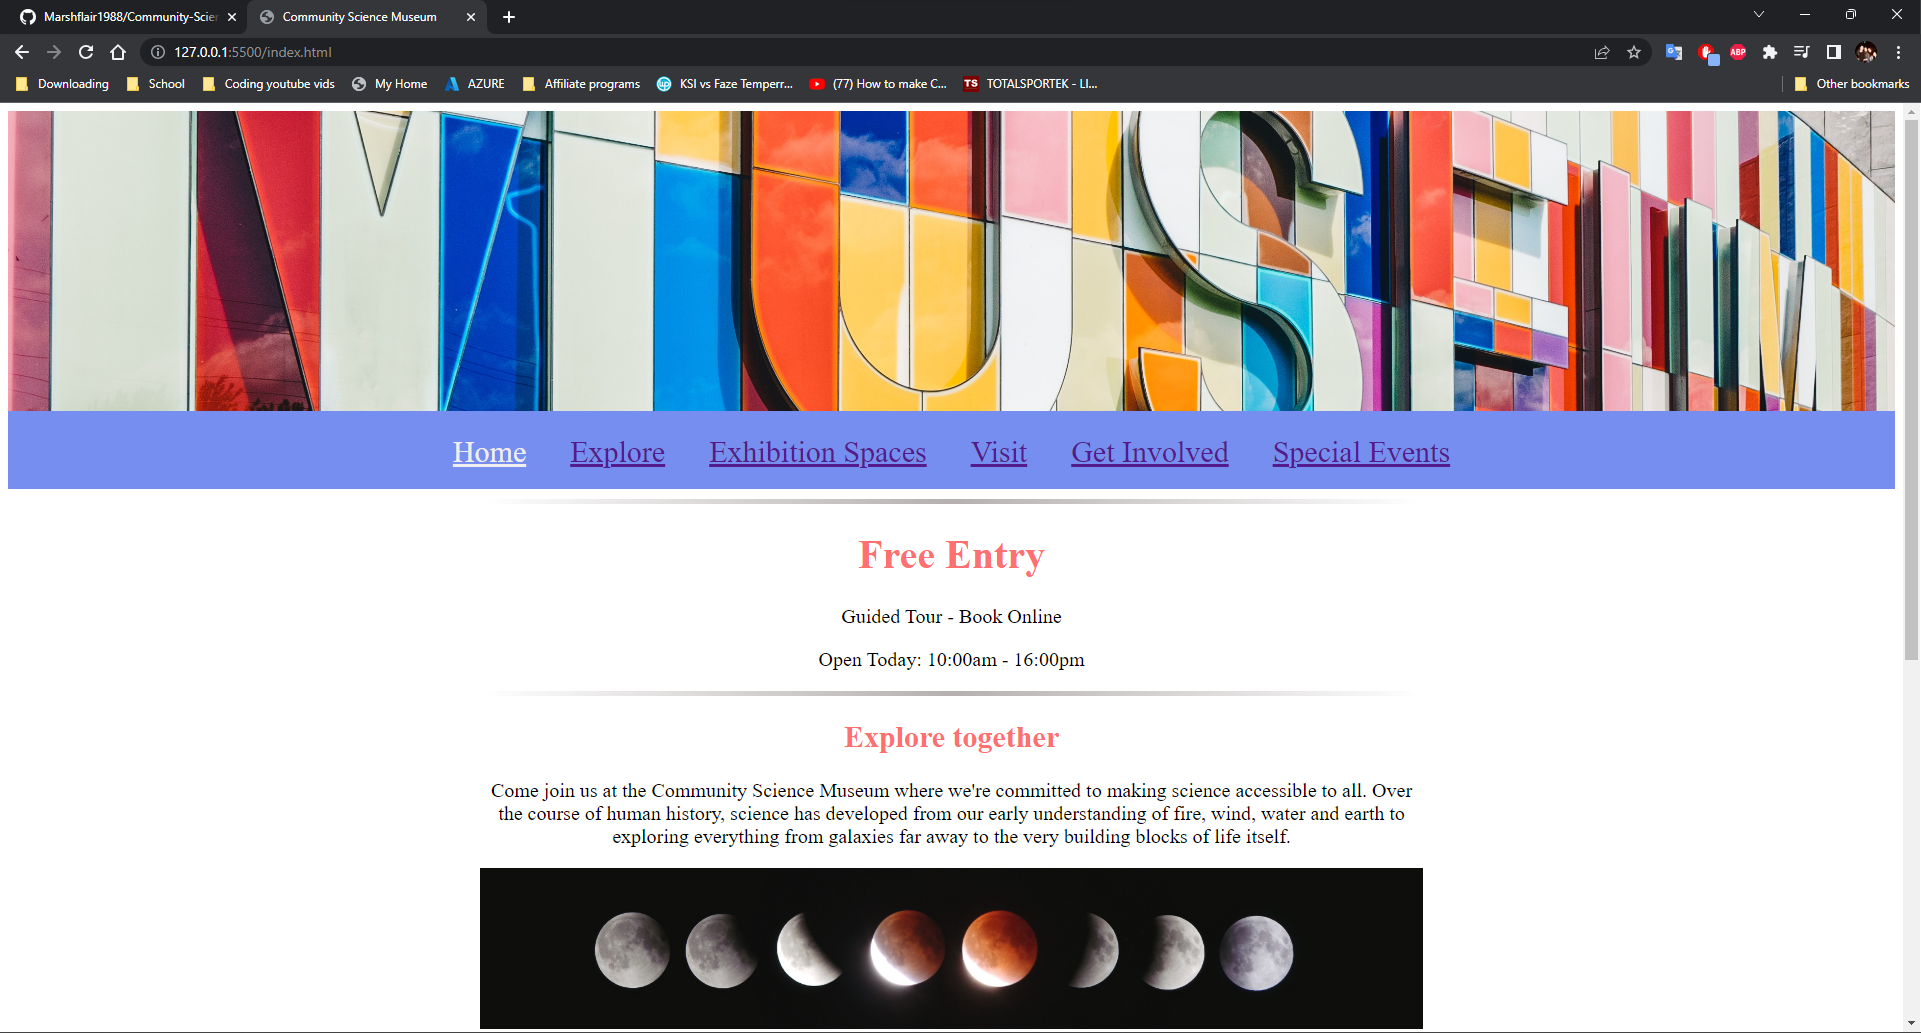 Marshflair1988/Community-Scien
Community Science Museum
127.0.0.1:5500/index.html
Downloading
School
Coding youtube vids
My Home
AZURE
Affiliate programs
KSI vs Faze Temperr...
(77) How to make C...
TS
TOTALSPORTEK - LI...
Other bookmarks
ABP
MUSEUM
Home
Explore
Exhibition Spaces
Visit
Get Involved
Special Events
Free Entry
Guided Tour - Book Online
Open Today: 10:00am - 16:00pm
Explore together
Come join us at the Community Science Museum where we're committed to making science accessible to all. Over
the course of human history, science has developed from our early understanding of fire, wind, water and earth to
exploring everything from galaxies far away to the very building blocks of life itself.